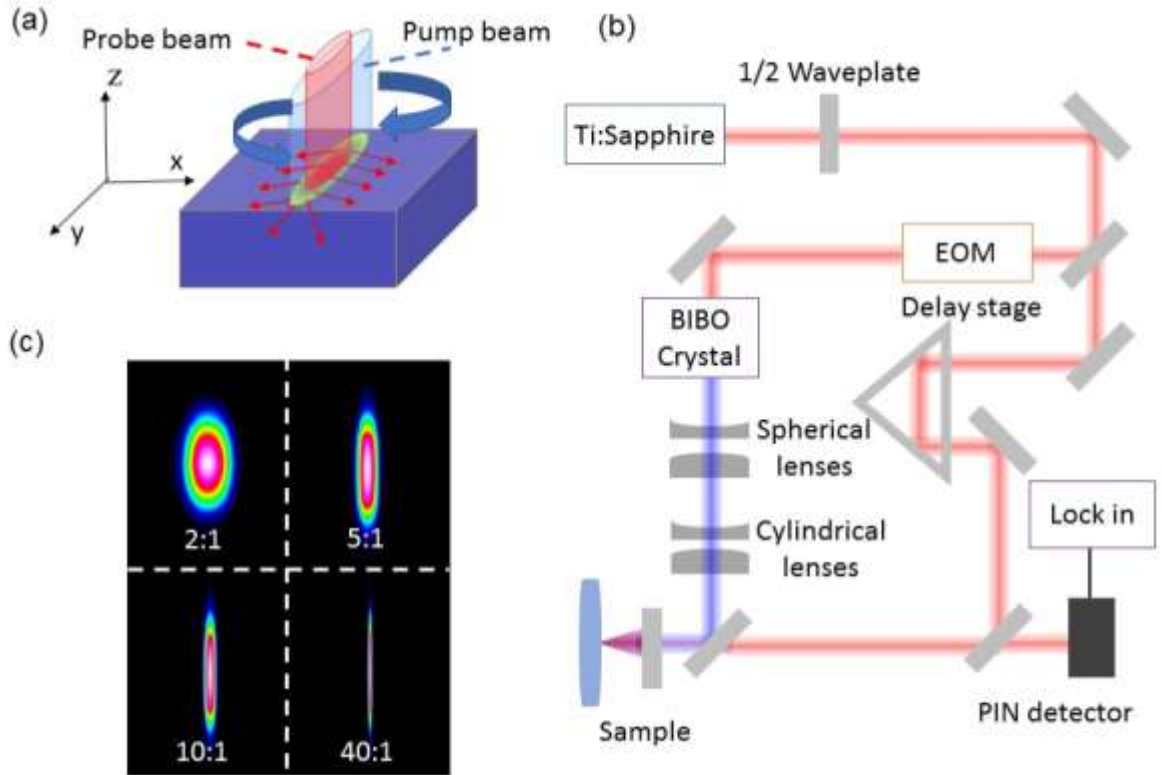 (a)
Probe beam
Pump beam
z
x
y
(b)
1/2 Waveplate
Ti:Sapphire
EOM
Delay stage
BIBO
Crystal
Spherical
lenses
Cylindrical
lenses
Lock in
Sample
PIN detector
(c)
2:1
5:1
10:1
40:1